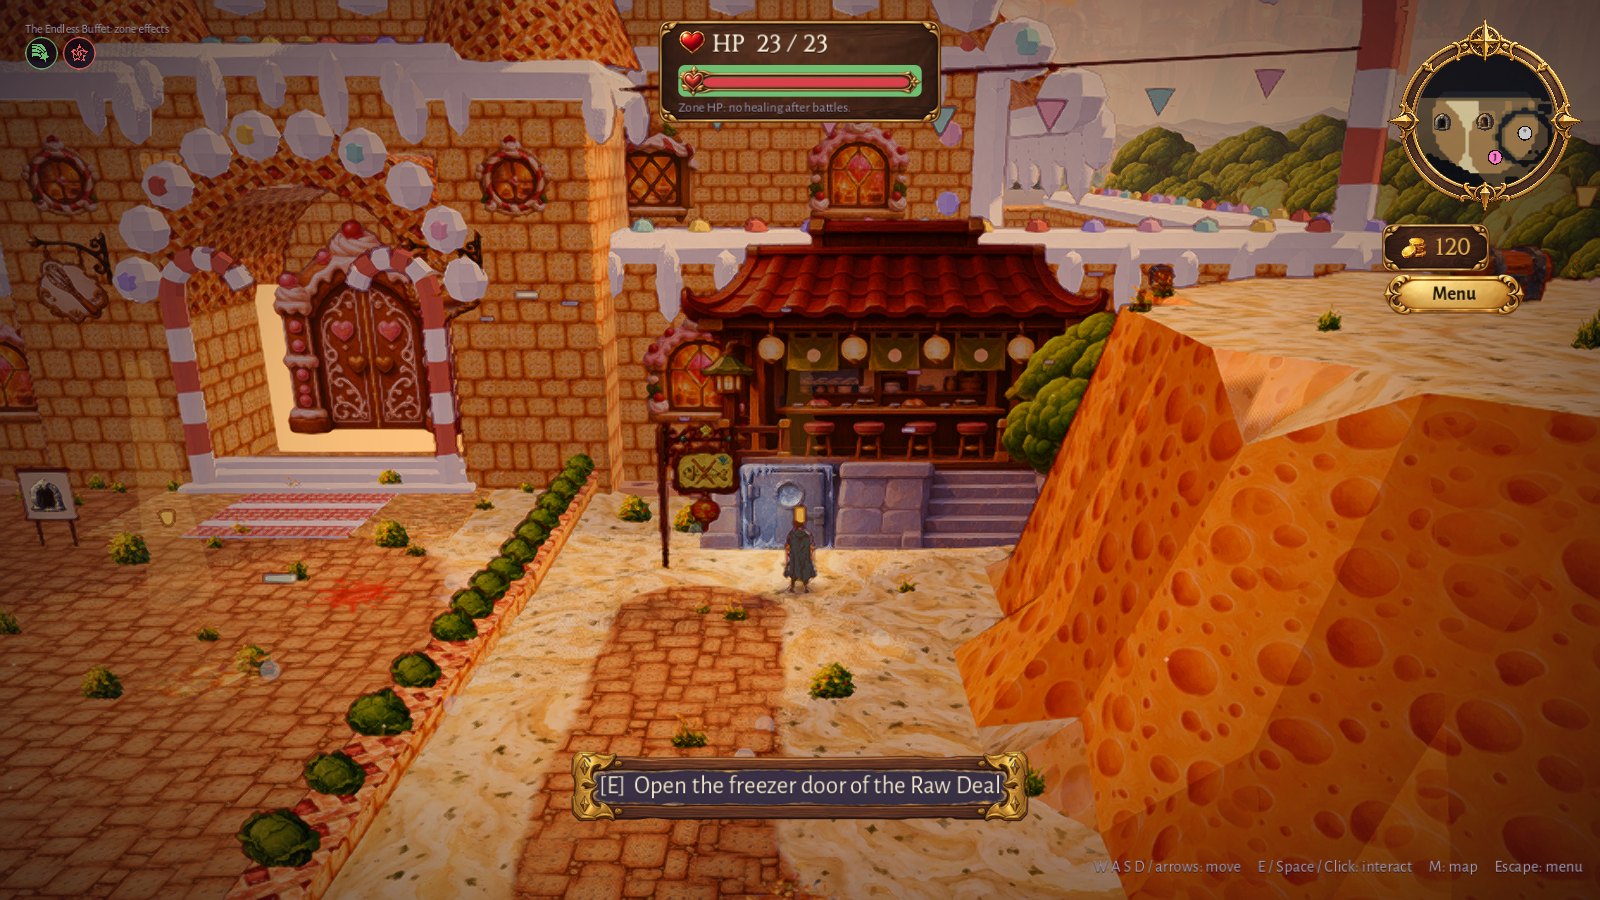 The Endless Buffet: zone effects
HP 23 / 23
Zone HP: no healing after battles.
120
Menu
[E] Open the freezer door of the Raw Deal
W A S D / arrows: move E / Space / Click: interact M: map Escape: menu